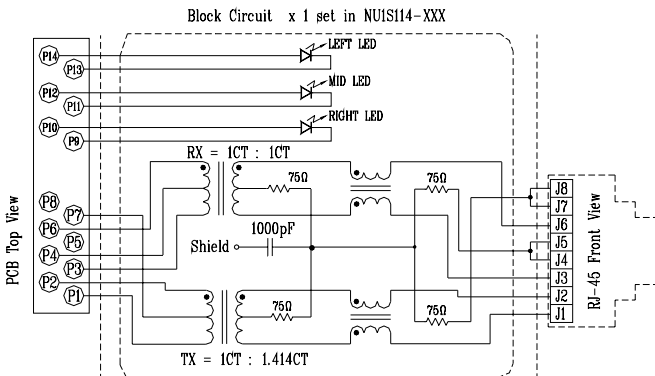 Block Circuit x 1 set in NU1S114-XXX
P14
LEFT LED
P13
P12
MID LED
P11
P10
RIGHT LED
P9
RX = 1CT : 1CT
75Ω
75Ω
J8
J7
J6
J5
J4
J3
J2
J1
P8
P7
P6
P5
P4
P3
P2
P1
1000pF
Shield
75Ω
75Ω
TX = 1CT : 1.414CT
PCB Top View
RJ-45 Front View